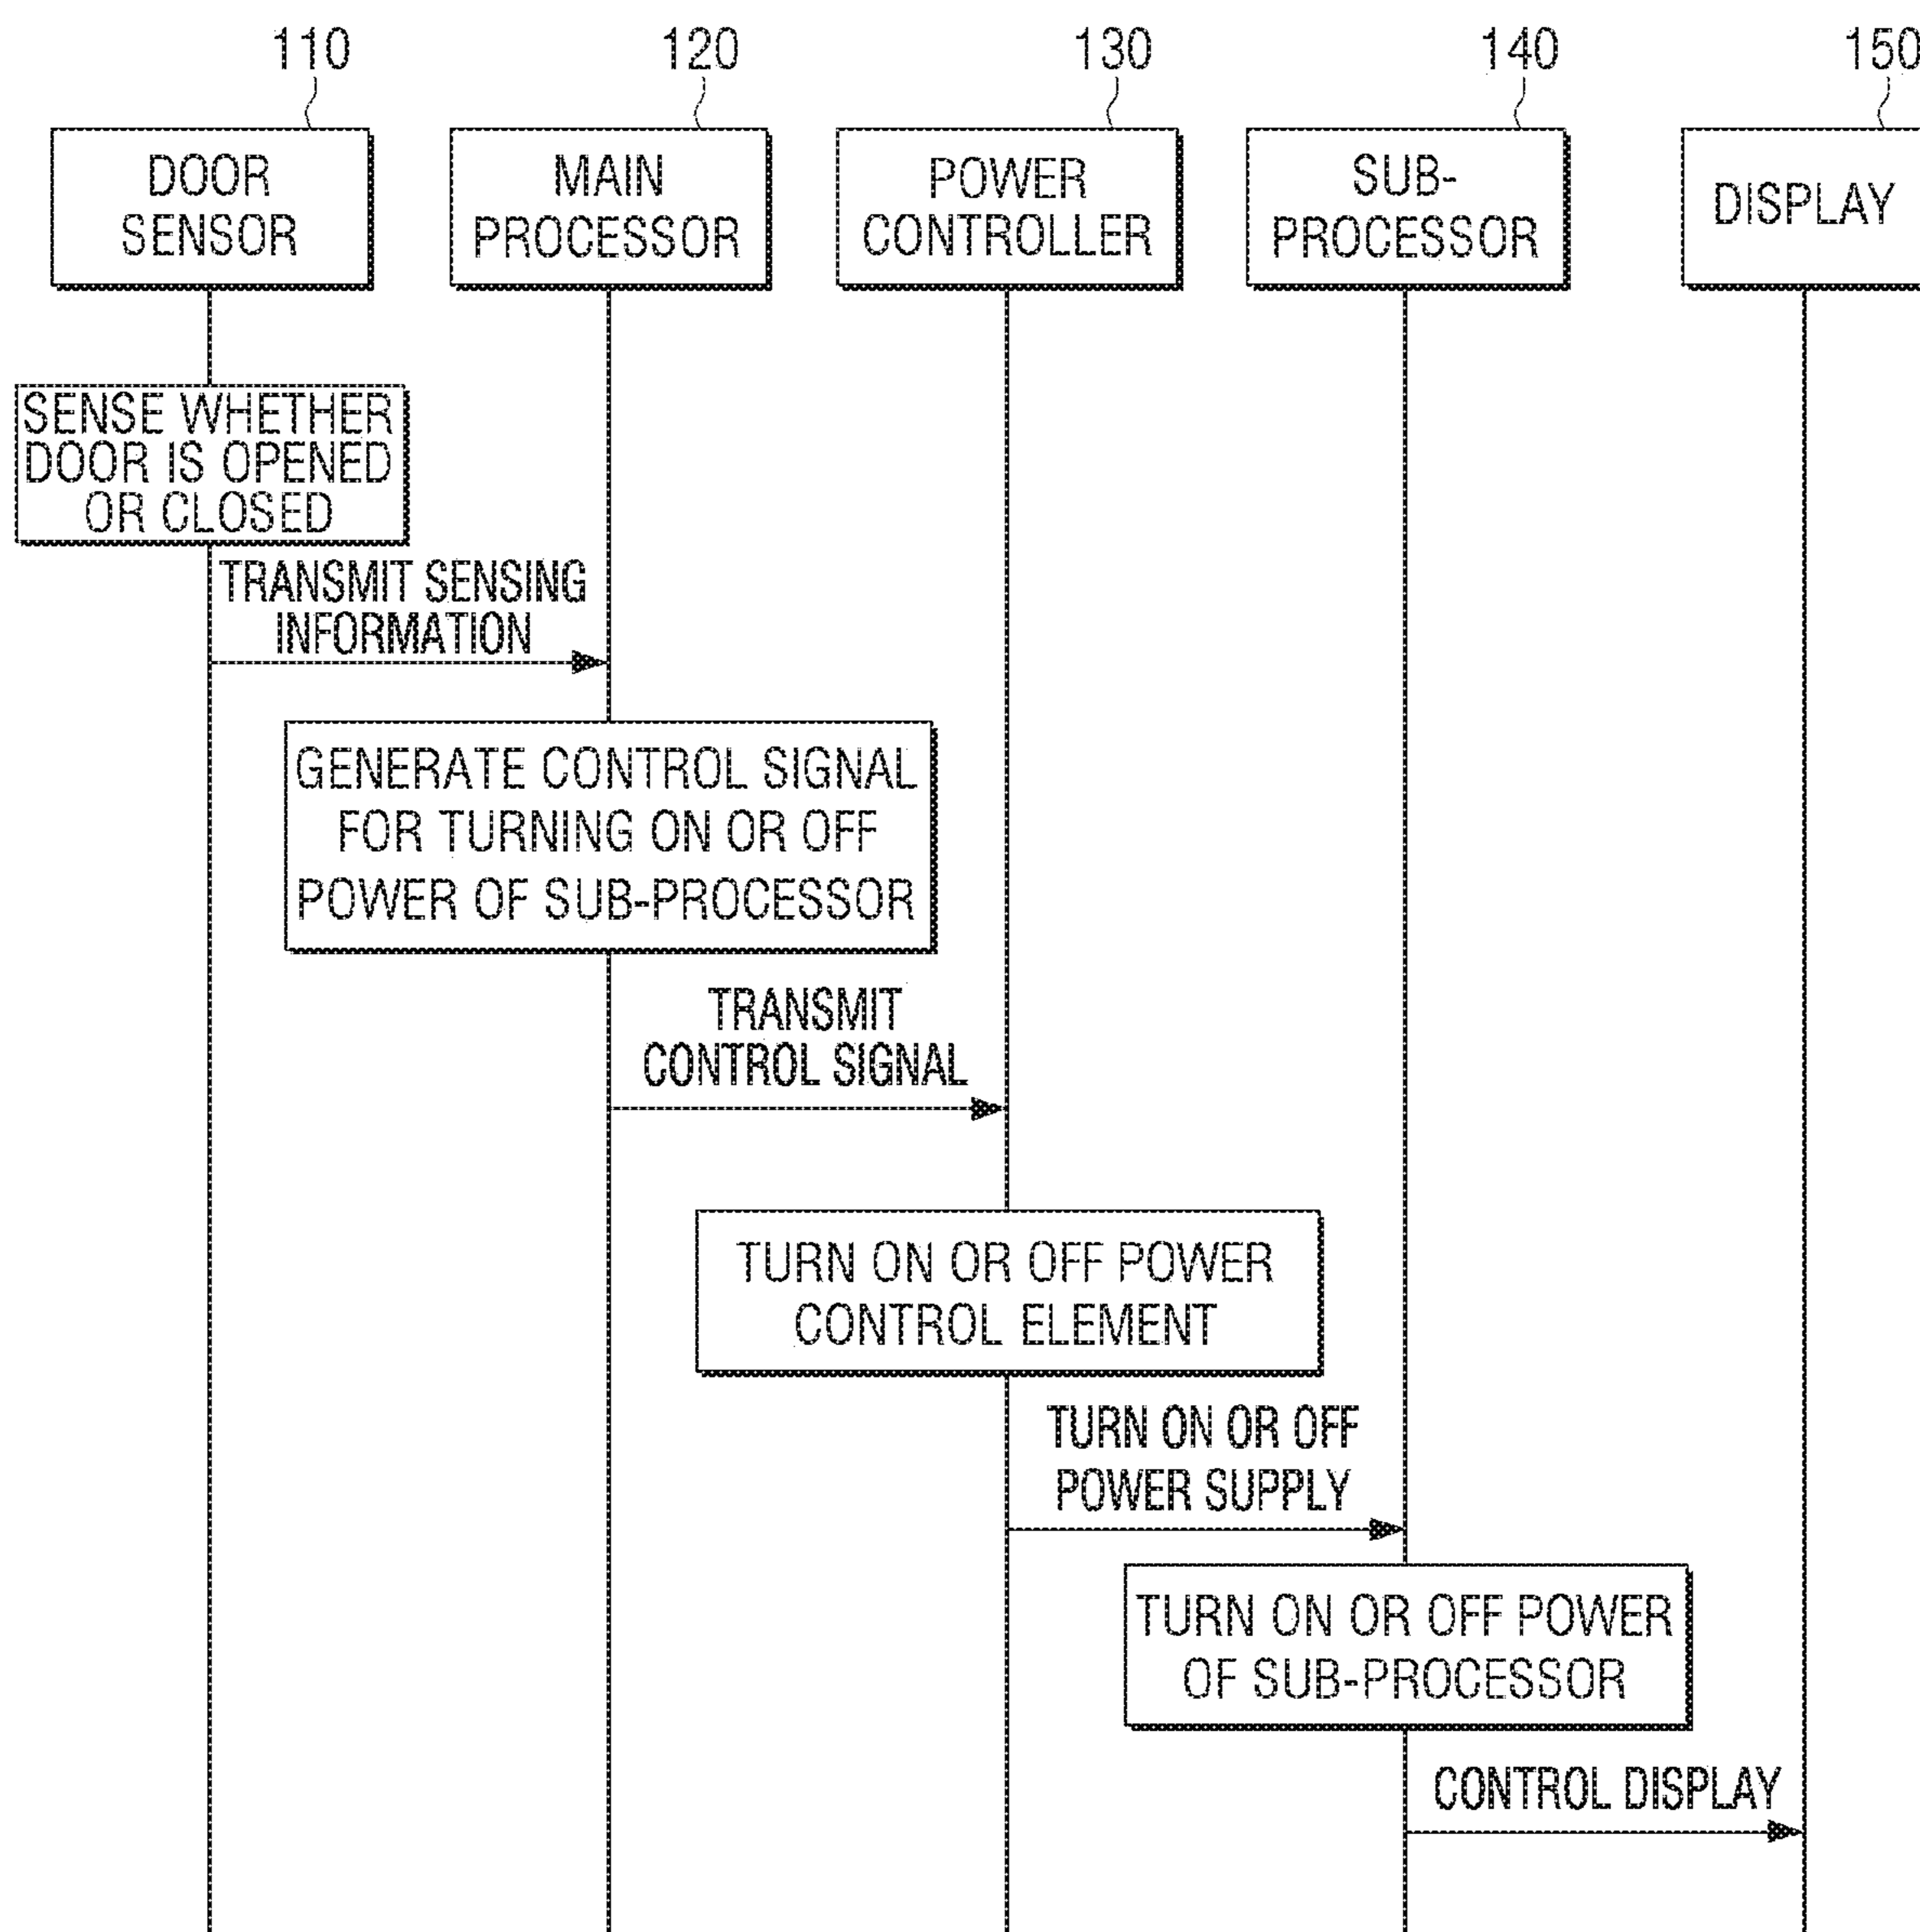 110
120
130
140
150
DOOR
SENSOR
MAIN
PROCESSOR
POWER
CONTROLLER
SUB-
PROCESSOR
DISPLAY
SENSE WHETHER
DOOR IS OPENED
OR CLOSED
TRANSMIT SENSING
INFORMATION
GENERATE CONTROL SIGNAL
FOR TURNING ON OR OFF
POWER OF SUB-PROCESSOR
TRANSMIT
CONTROL SIGNAL
TURN ON OR OFF POWER
CONTROL ELEMENT
TURN ON OR OFF
POWER SUPPLY
TURN ON OR OFF POWER
OF SUB-PROCESSOR
CONTROL DISPLAY